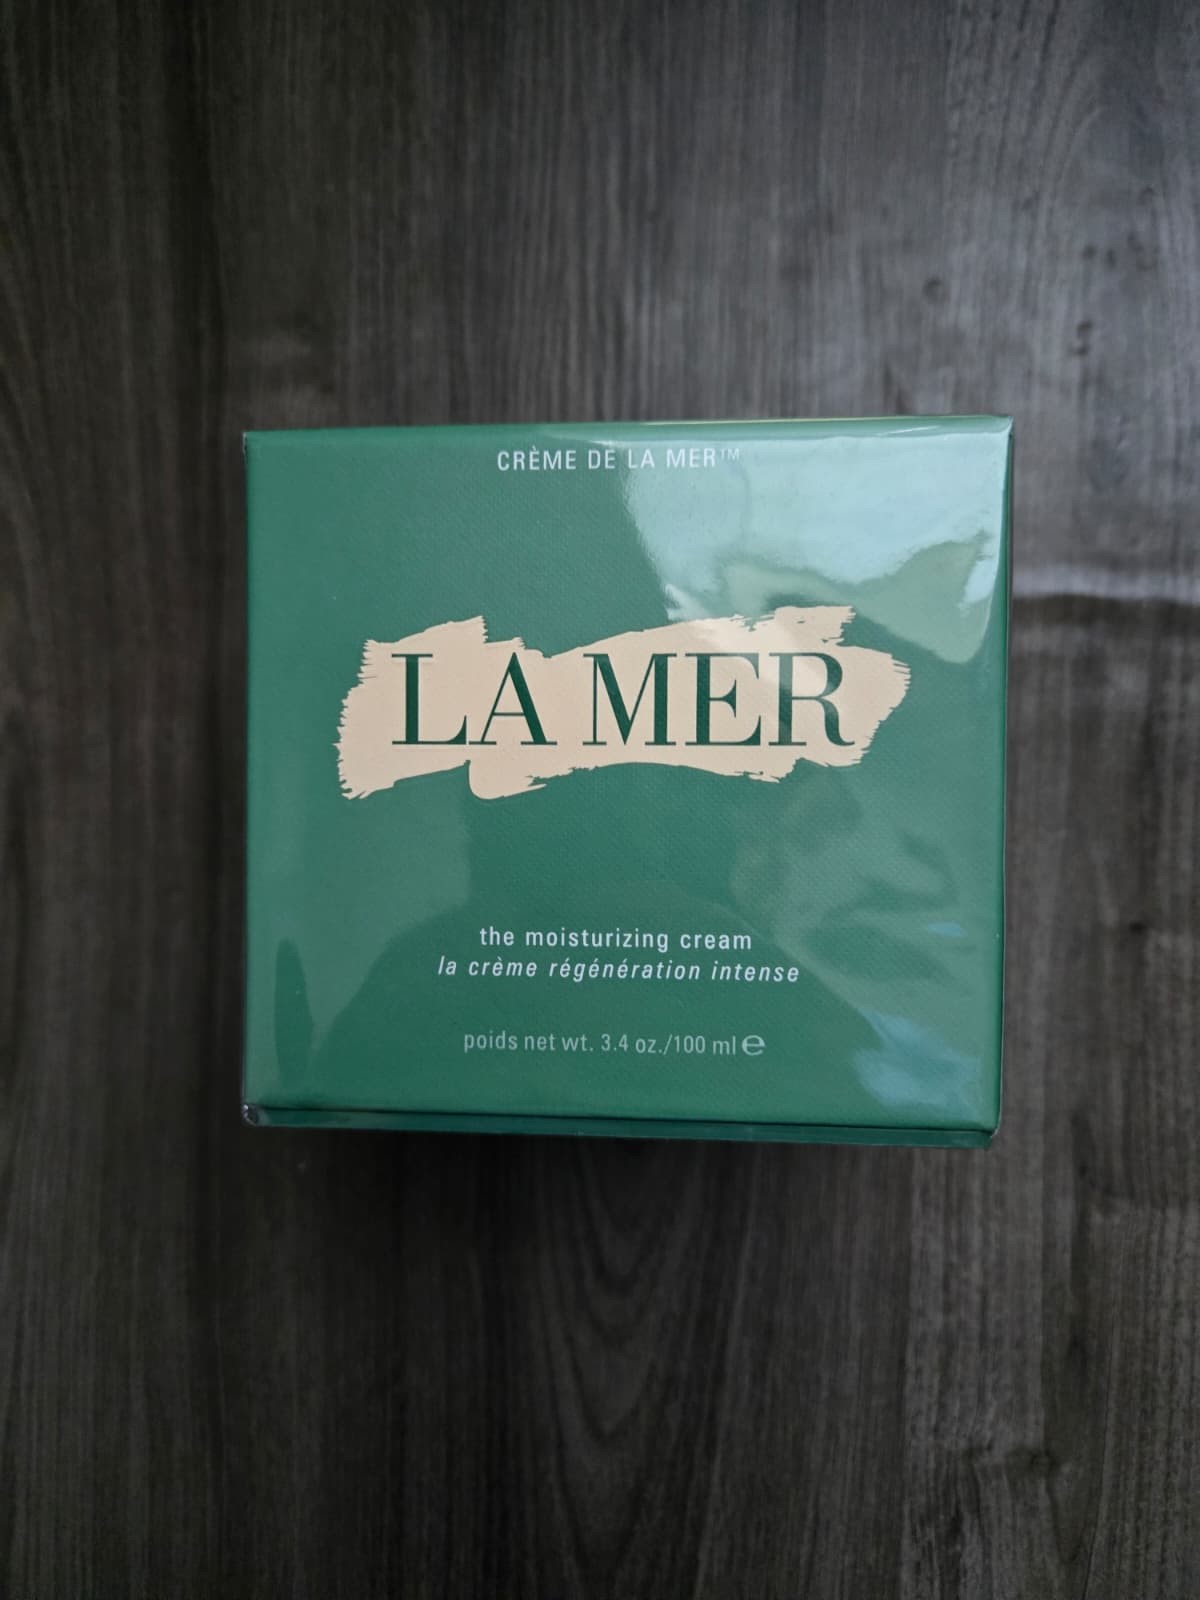 CRÈME DE LA MER™
LA MER
the moisturizing cream
la crème régénération intense
poids net wt. 3.4 oz./100 ml ℮